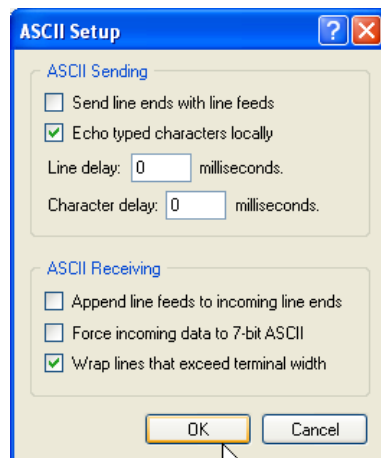 ASCII Setup
ASCII Sending
Send line ends with line feeds
Echo typed characters locally
Line delay: 0 milliseconds.
Character delay: 0 milliseconds.
ASCII Receiving
Append line feeds to incoming line ends
Force incoming data to 7-bit ASCII
Wrap lines that exceed terminal width
OK Cancel